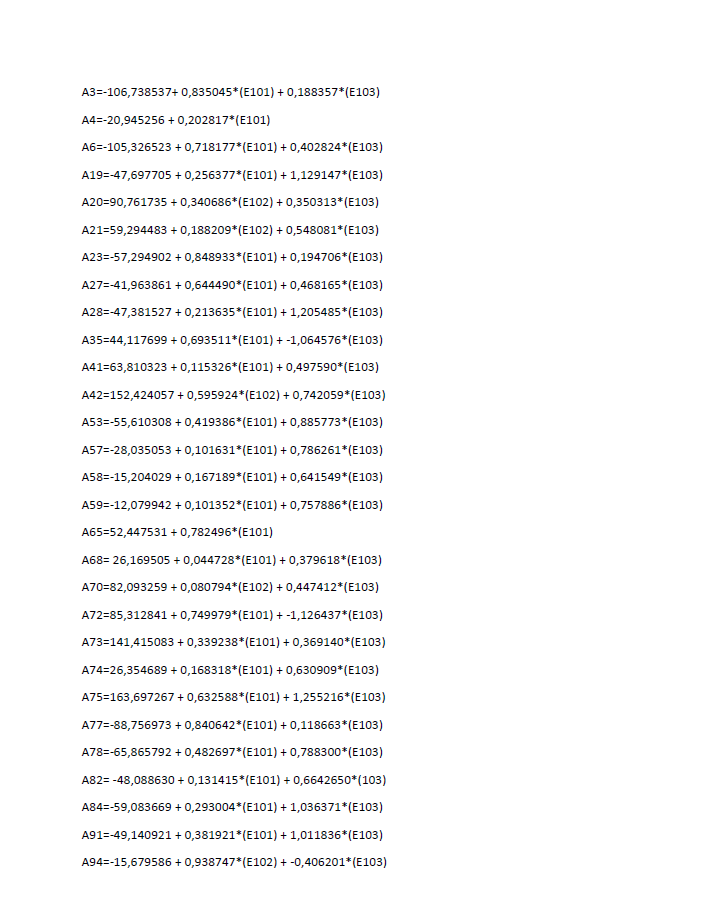 A3=-106,738537+ 0,835045*(E101) + 0,188357*(E103)
A4=-20,945256 + 0,202817*(E101)
A6=-105,326523 + 0,718177*(E101) + 0,402824*(E103)
A19=-47,697705 + 0,256377*(E101) + 1,129147*(E103)
A20=90,761735 + 0,340686*(E102) + 0,350313*(E103)
A21=59,294483 + 0,188209*(E102) + 0,548081*(E103)
A23=-57,294902 + 0,848933*(E101) + 0,194706*(E103)
A27=-41,963861 + 0,644490*(E101) + 0,468165*(E103)
A28=-47,381527 + 0,213635*(E101) + 1,205485*(E103)
A35=44,117699 + 0,693511*(E101) + -1,064576*(E103)
A41=63,810323 + 0,115326*(E101) + 0,497590*(E103)
A42=152,424057 + 0,595924*(E102) + 0,742059*(E103)
A53=-55,610308 + 0,419386*(E101) + 0,885773*(E103)
A57=-28,035053 + 0,101631*(E101) + 0,786261*(E103)
A58=-15,204029 + 0,167189*(E101) + 0,641549*(E103)
A59=-12,079942 + 0,101352*(E101) + 0,757886*(E103)
A65=52,447531 + 0,782496*(E101)
A68= 26,169505 + 0,044728*(E101) + 0,379618*(E103)
A70=82,093259 + 0,080794*(E102) + 0,447412*(E103)
A72=85,312841 + 0,749979*(E101) + -1,126437*(E103)
A73=141,415083 + 0,339238*(E101) + 0,369140*(E103)
A74=26,354689 + 0,168318*(E101) + 0,630909*(E103)
A75=163,697267 + 0,632588*(E101) + 1,255216*(E103)
A77=-88,756973 + 0,840642*(E101) + 0,118663*(E103)
A78=-65,865792 + 0,482697*(E101) + 0,788300*(E103)
A82= -48,088630 + 0,131415*(E101) + 0,6642650*(103)
A84=-59,083669 + 0,293004*(E101) + 1,036371*(E103)
A91=-49,140921 + 0,381921*(E101) + 1,011836*(E103)
A94=-15,679586 + 0,938747*(E102) + -0,406201*(E103)